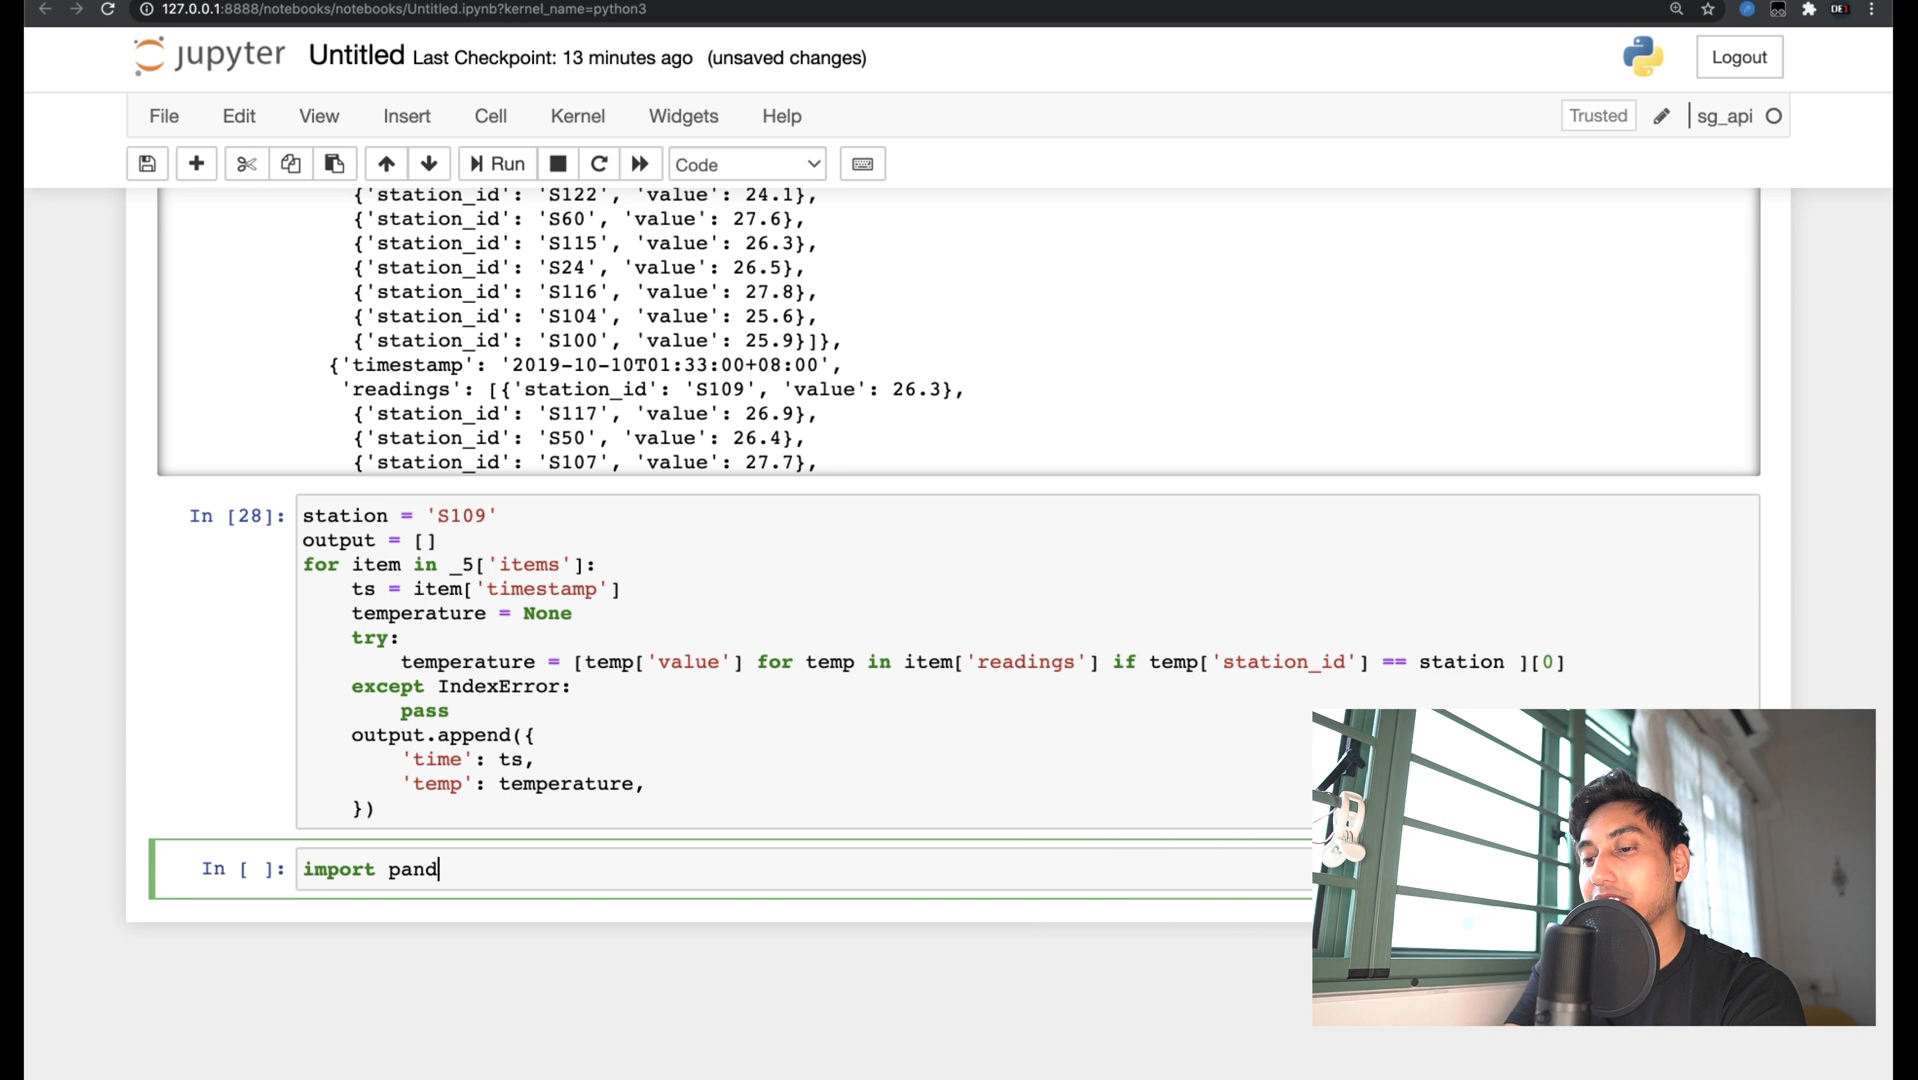 127.0.0.1:8888/notebooks/notebooks/Untitled.ipynb?kernel_name=python3
jupyter Untitled Last Checkpoint: 13 minutes ago (unsaved changes)
Logout
File Edit View Insert Cell Kernel Widgets Help
Trusted sg_api
Run Code
{'station_id': 'S122', 'value': 24.1},
{'station_id': 'S60', 'value': 27.6},
{'station_id': 'S115', 'value': 26.3},
{'station_id': 'S24', 'value': 26.5},
{'station_id': 'S116', 'value': 27.8},
{'station_id': 'S104', 'value': 25.6},
{'station_id': 'S100', 'value': 25.9}]},
{'timestamp': '2019-10-10T01:33:00+08:00',
'readings': [{'station_id': 'S109', 'value': 26.3},
{'station_id': 'S117', 'value': 26.9},
{'station_id': 'S50', 'value': 26.4},
{'station_id': 'S107', 'value': 27.7},
In [28]: station = 'S109'
output = []
for item in _5['items']:
ts = item['timestamp']
temperature = None
try:
temperature = [temp['value'] for temp in item['readings'] if temp['station_id'] == station ][0]
except IndexError:
pass
output.append({
'time': ts,
'temp': temperature,
})
In [ ]: import pand